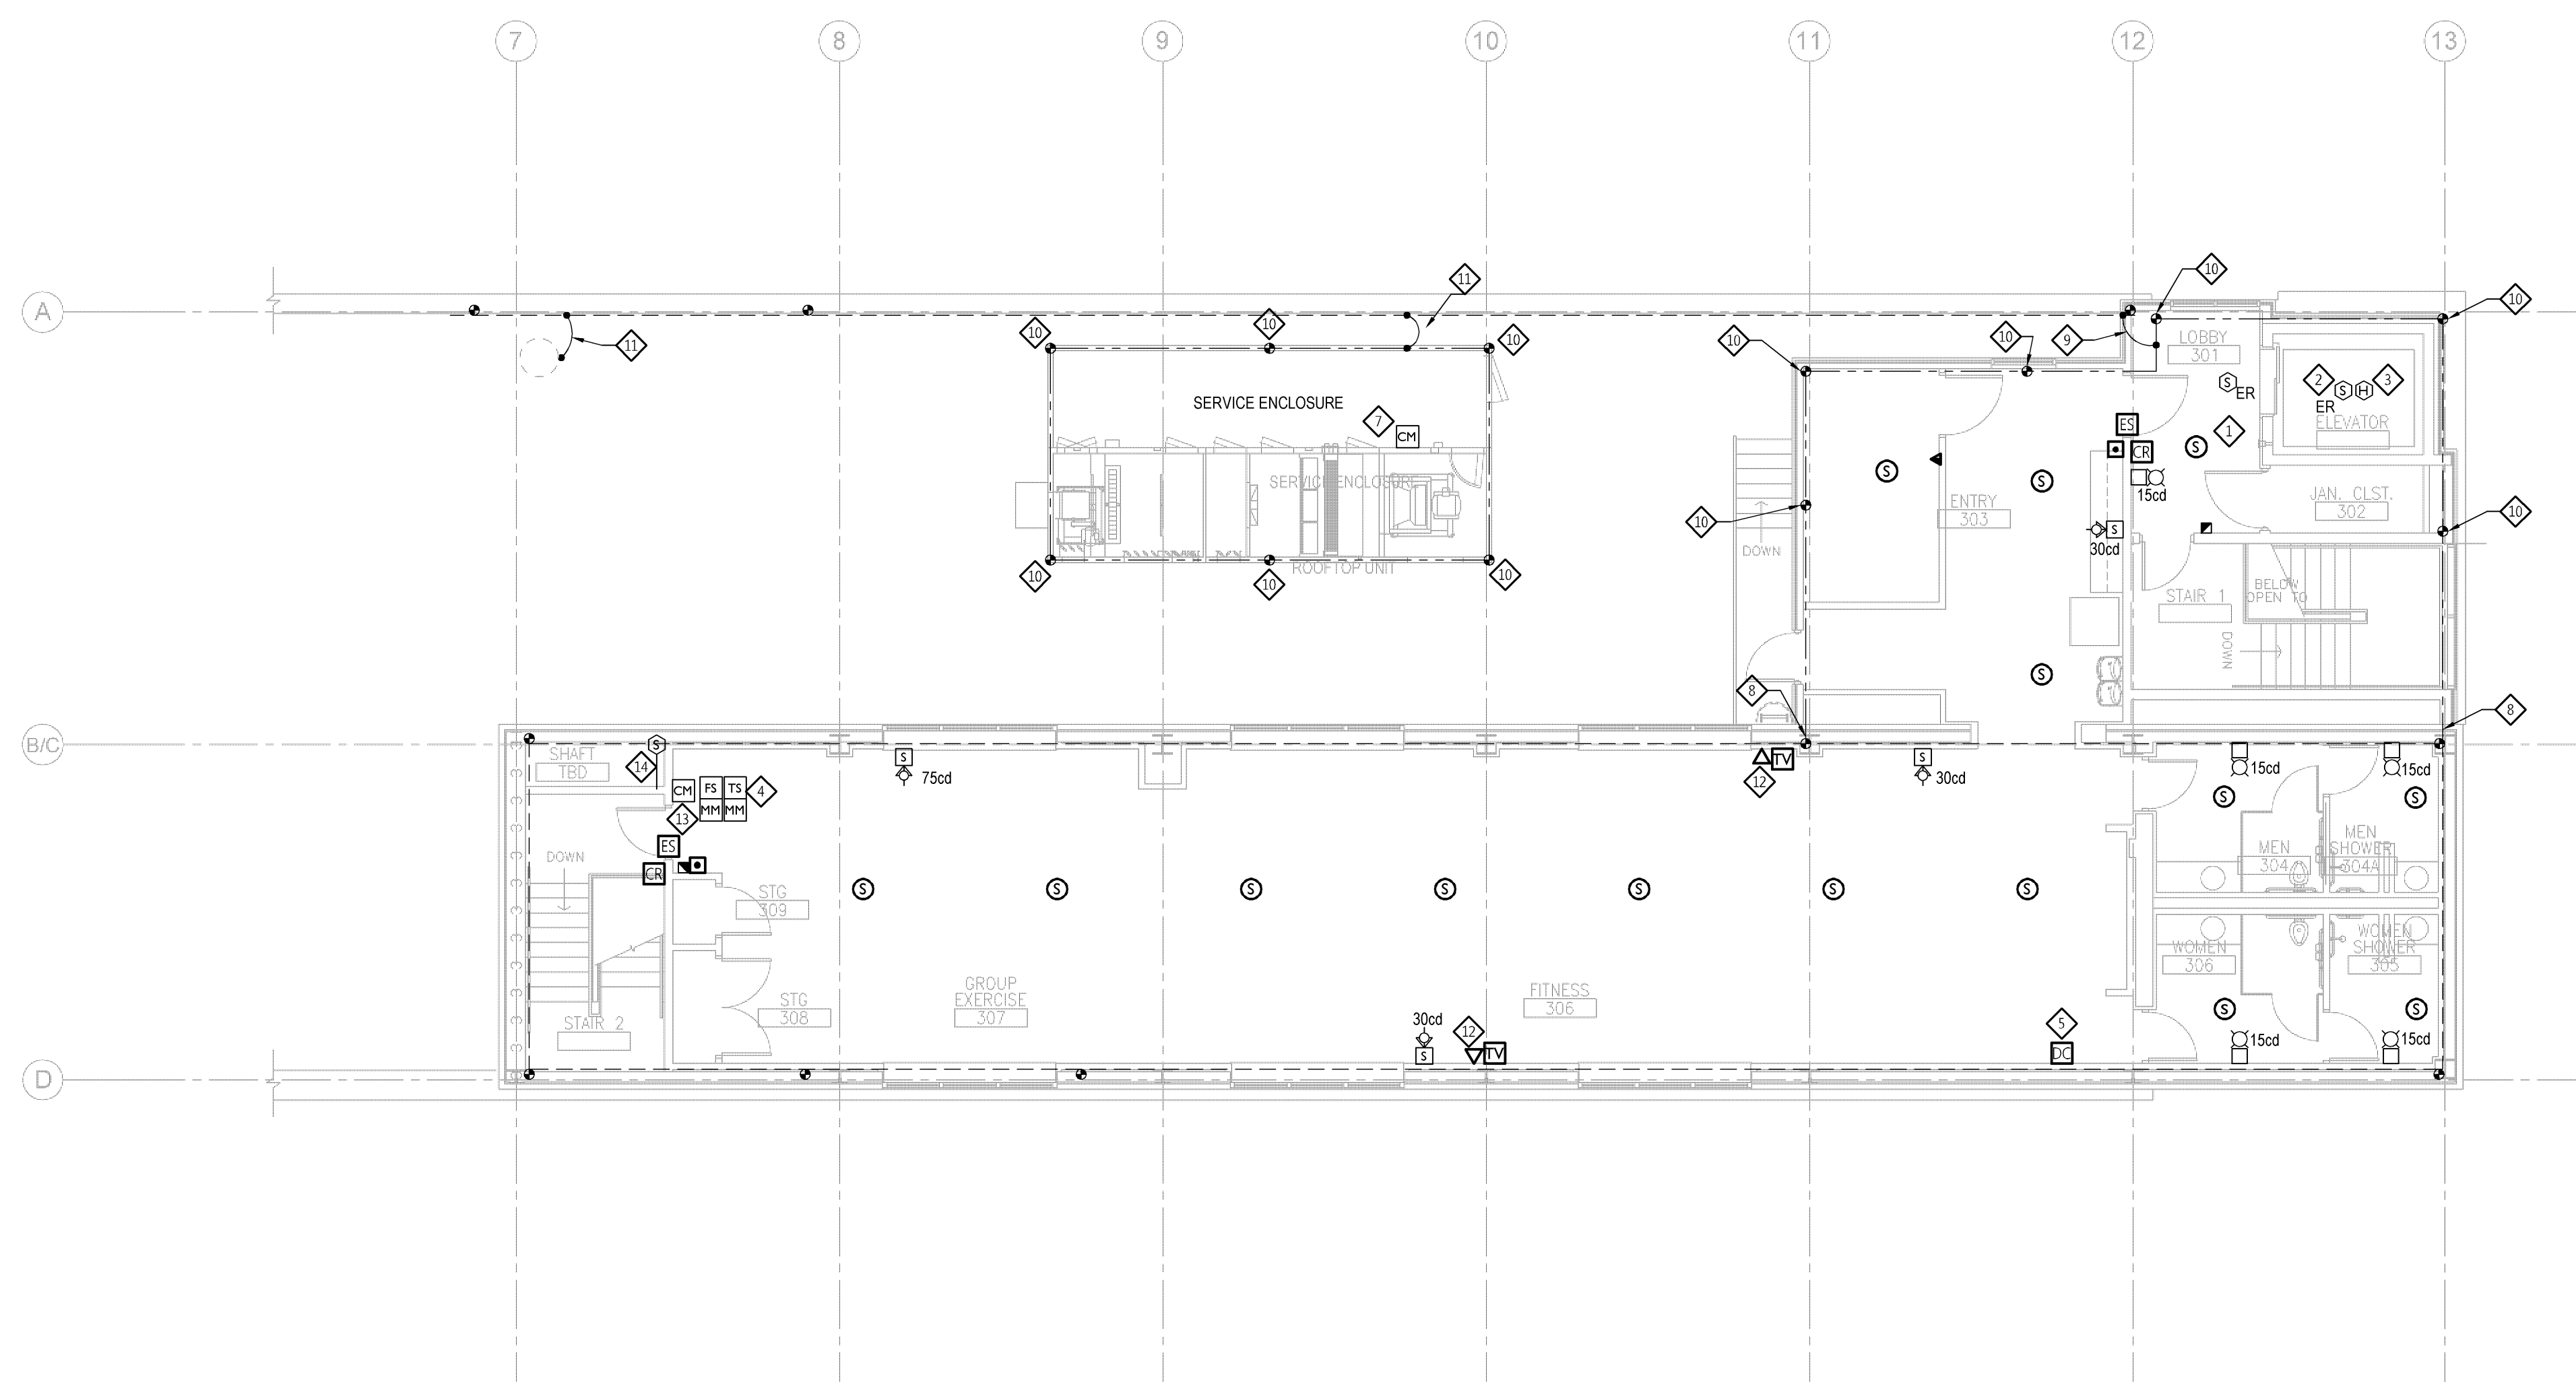 7 8 9 10 11 12 13
10
11
10
A
10 10 10 10 10 9 LOBBY
11
301
2 S H 3
S ER
ER
SERVICE ENCLOSURE
7 CM
ES
1
ELEVATOR
CR S
S
15cd
SERVICE ENCLOSURE
S
JAN. CLST.
302
ENTRY
303
10
10
S
30cd
DOWN
ROOFTOP UNIT
10 10 10
BELOW
OPEN TO
STAIR 1
DOWN
S
8
8
B/C
S
SHAFT
TBD
14
S
75cd
12
TV
S
30cd
15cd
15cd
CM FS TS 4
MM MM
13
S S
ES
DOWN
CR
MEN
304
MEN
SHOWER
304A
S S S S S S S
STG
309
WOMEN
306
WOMEN
SHOWER
305
GROUP
EXERCISE
307
FITNESS
306
STG
308
S S
STAIR 2
30cd
S
12
TV
5
DC
15cd
15cd
D